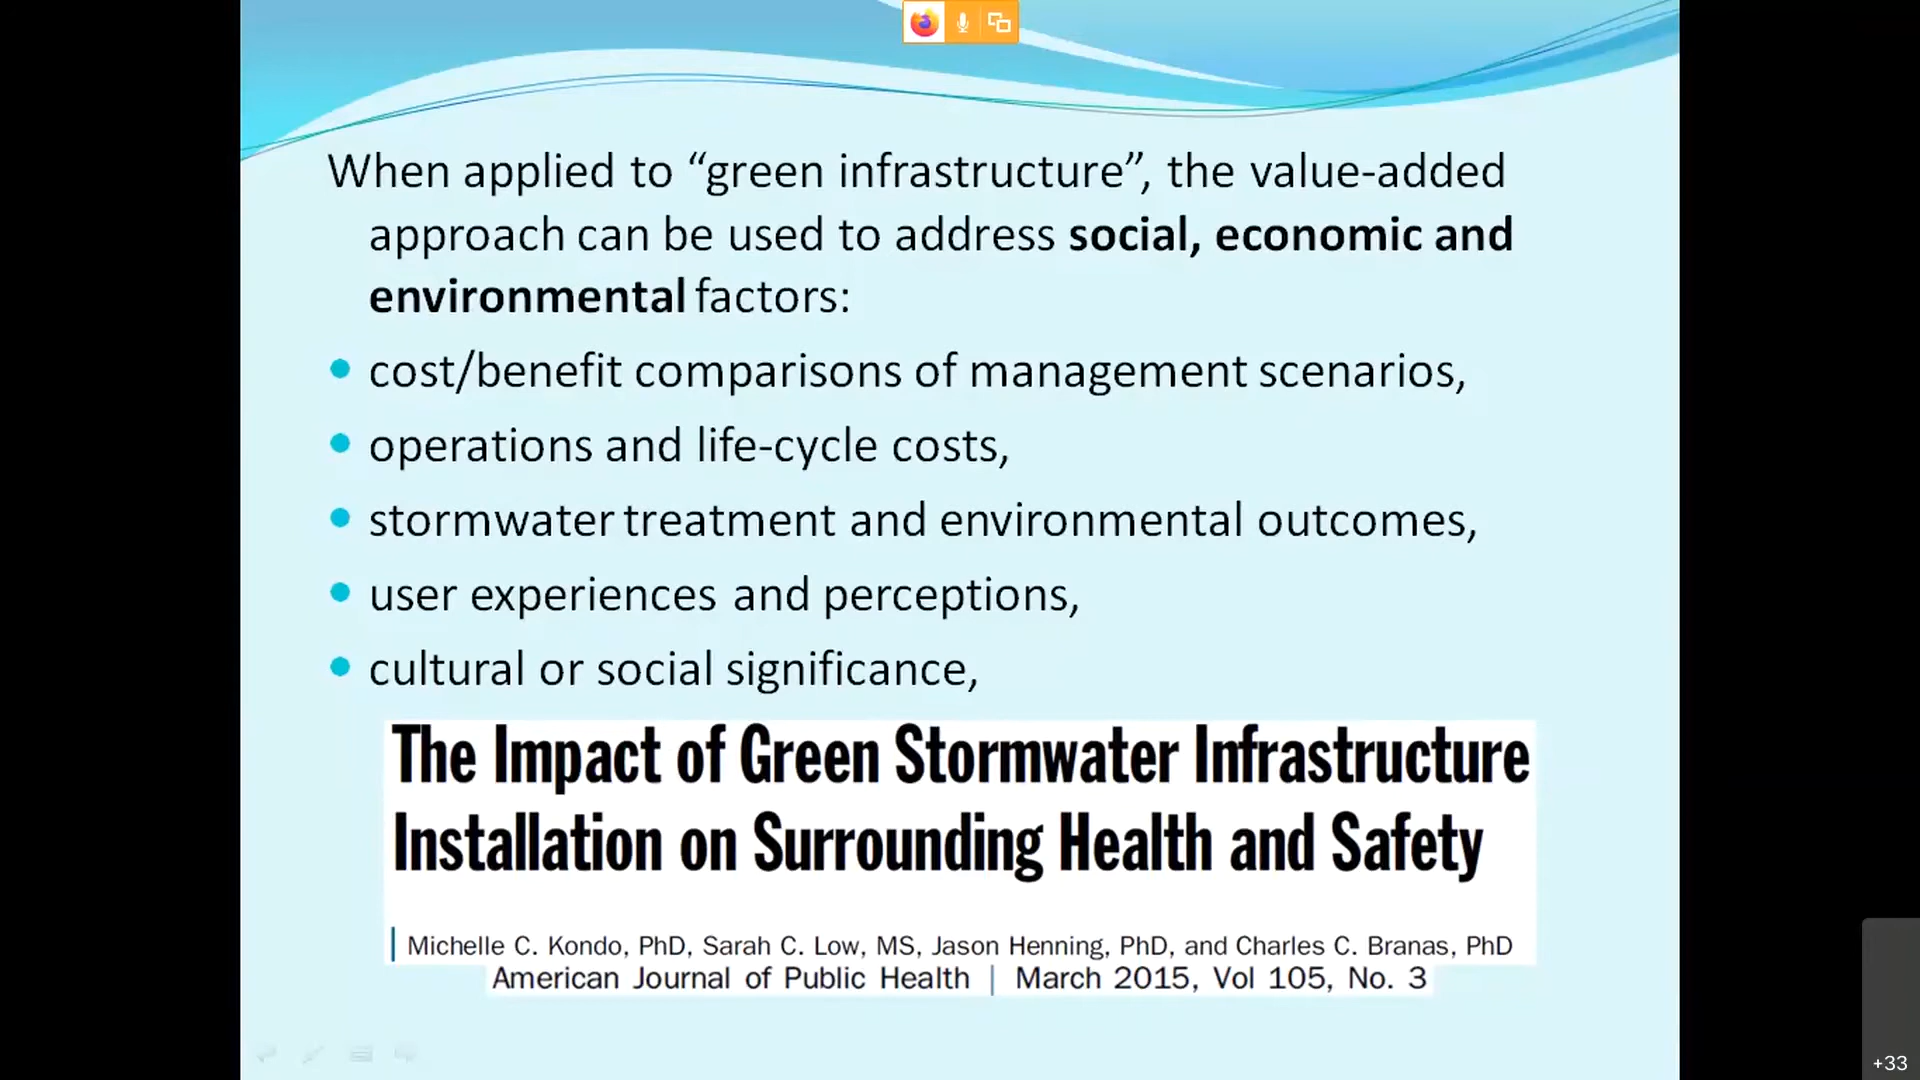 When applied to “green infrastructure”, the value-added
approach can be used to address social, economic and
environmental factors:
cost/benefit comparisons of management scenarios,
operations and life-cycle costs,
stormwater treatment and environmental outcomes,
user experiences and perceptions,
cultural or social significance,
The Impact of Green Stormwater Infrastructure
Installation on Surrounding Health and Safety
Michelle C. Kondo, PhD, Sarah C. Low, MS, Jason Henning, PhD, and Charles C. Branas, PhD
American Journal of Public Health | March 2015, Vol 105, No. 3
+33